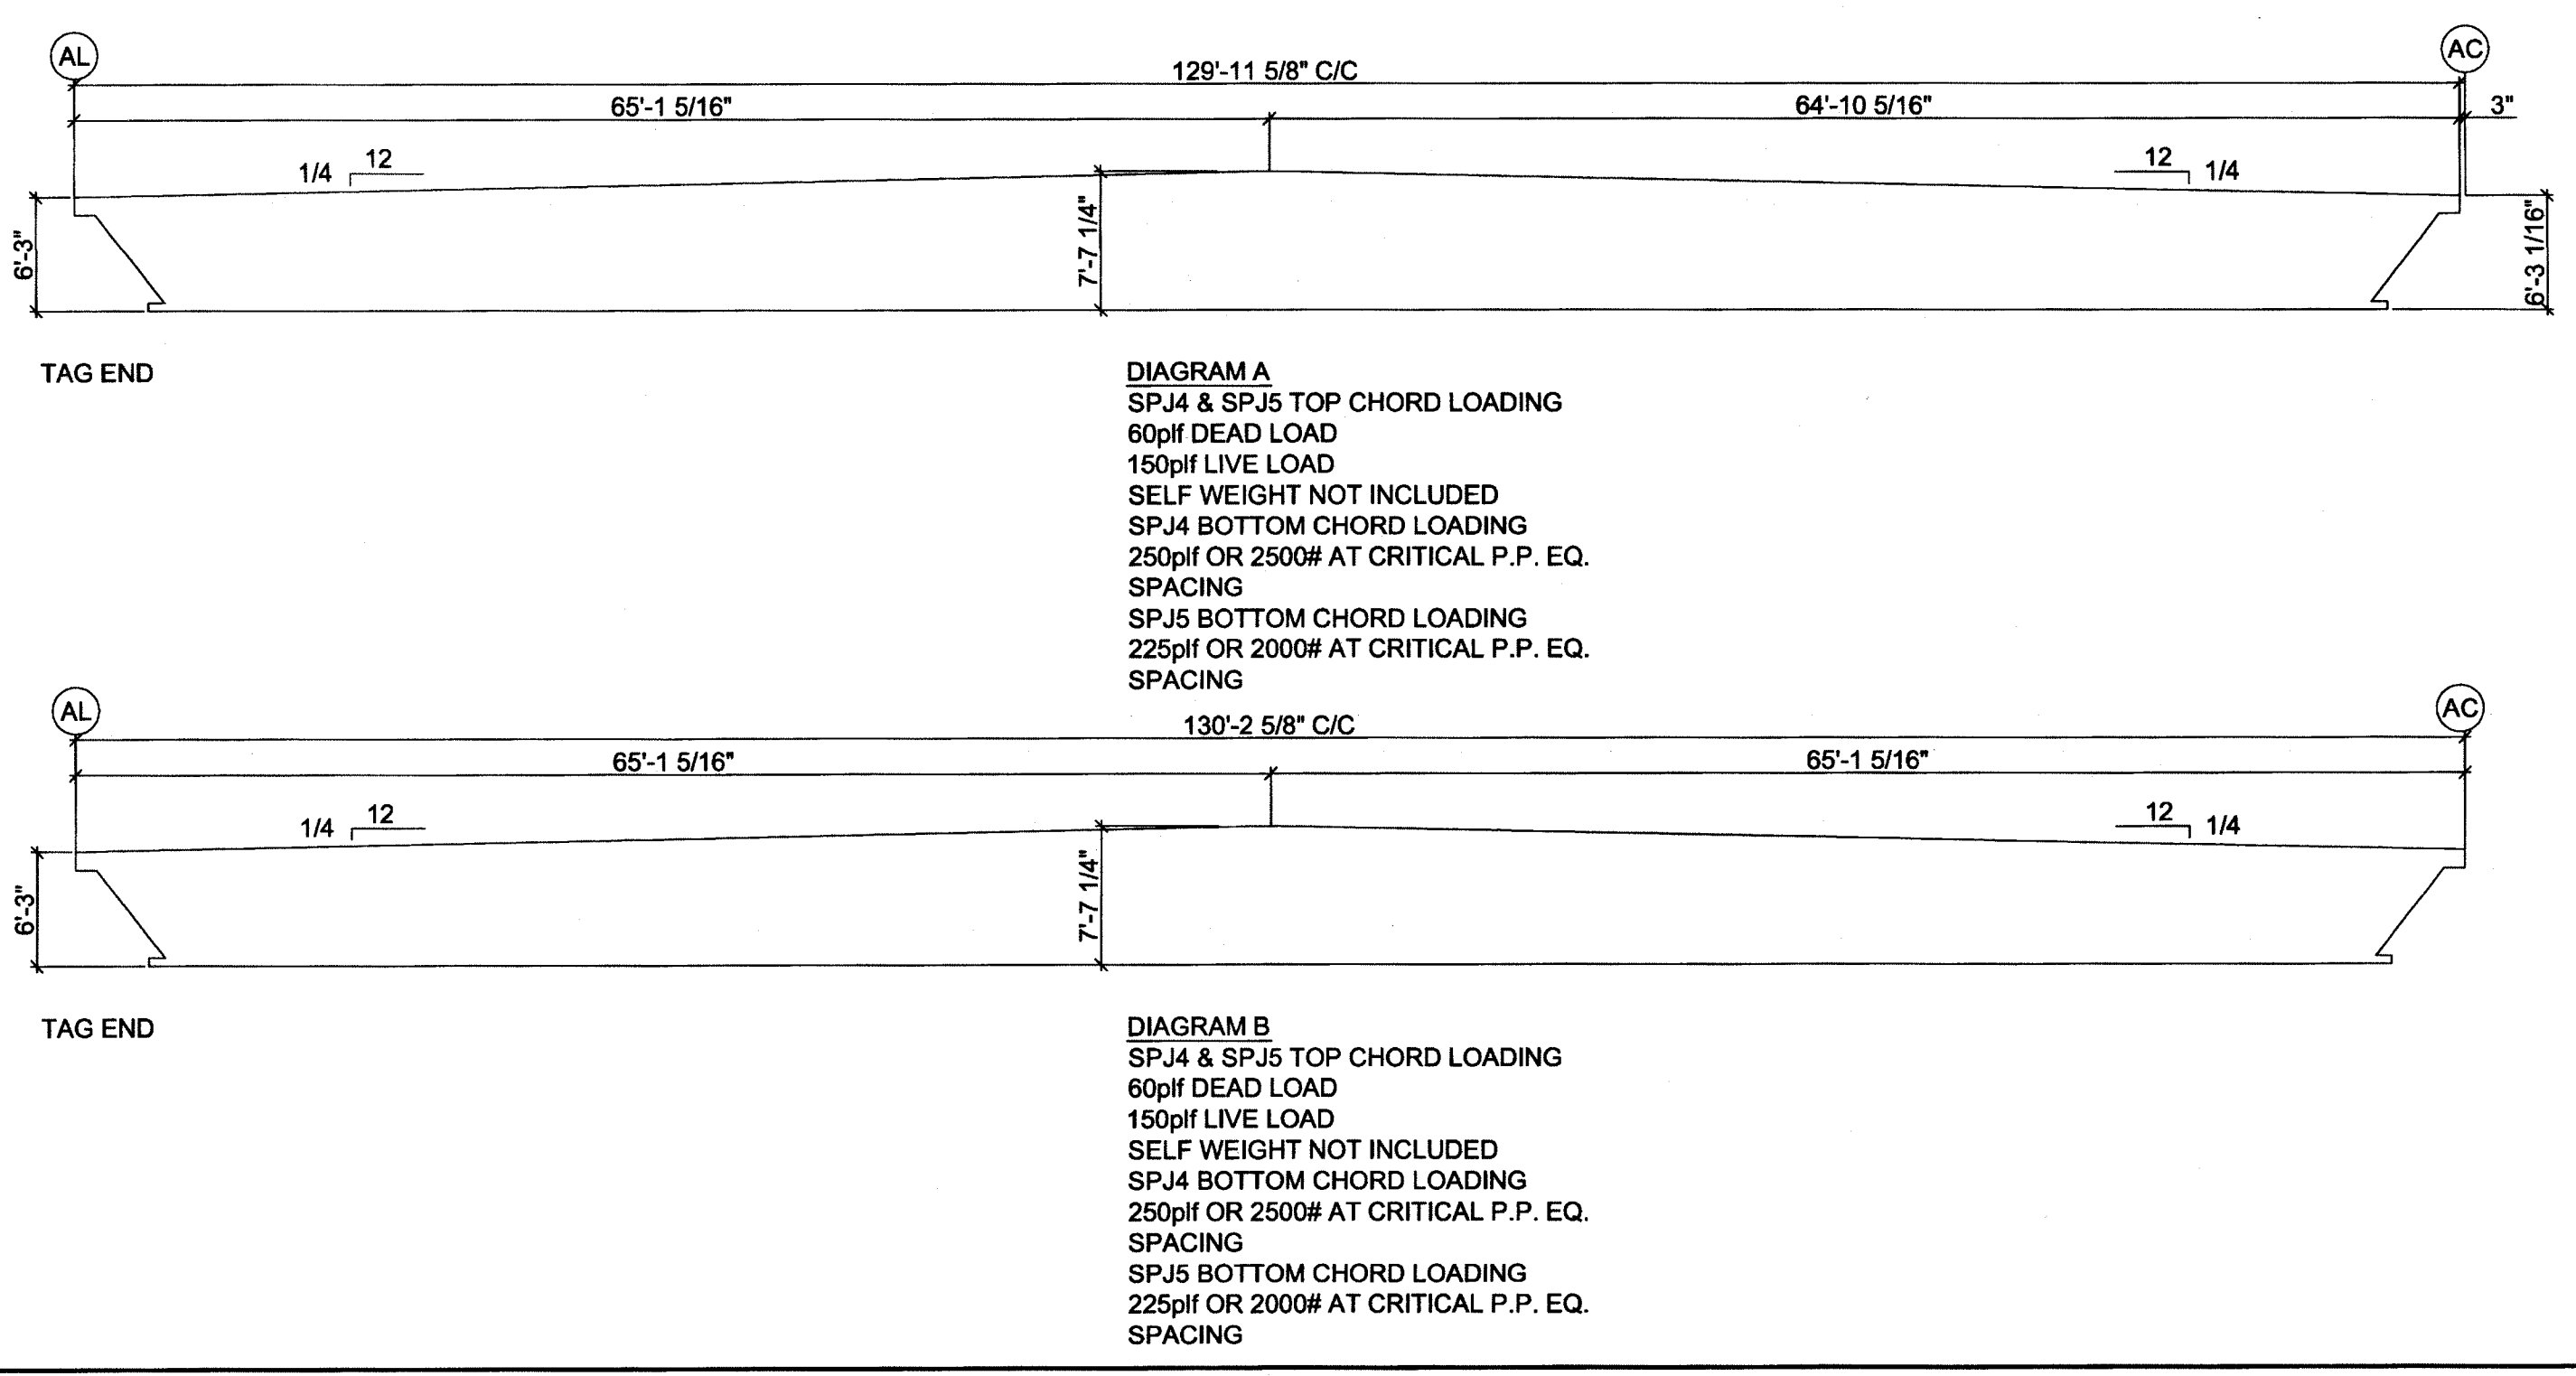 AL
AC
129'-11 5/8" C/C
65'-1 5/16"
64'-10 5/16"
3"
12
1/4
12
1/4
6'-3"
7'-7 1/4"
6'-3 1/16"
TAG END
DIAGRAM A
SPJ4 & SPJ5 TOP CHORD LOADING
60plf DEAD LOAD
150plf LIVE LOAD
SELF WEIGHT NOT INCLUDED
SPJ4 BOTTOM CHORD LOADING
250plf OR 2500# AT CRITICAL P.P. EQ.
SPACING
SPJ5 BOTTOM CHORD LOADING
225plf OR 2000# AT CRITICAL P.P. EQ.
SPACING
AL
AC
130'-2 5/8" C/C
65'-1 5/16"
65'-1 5/16"
12
1/4
12
1/4
6'-3"
7'-7 1/4"
TAG END
DIAGRAM B
SPJ4 & SPJ5 TOP CHORD LOADING
60plf DEAD LOAD
150plf LIVE LOAD
SELF WEIGHT NOT INCLUDED
SPJ4 BOTTOM CHORD LOADING
250plf OR 2500# AT CRITICAL P.P. EQ.
SPACING
SPJ5 BOTTOM CHORD LOADING
225plf OR 2000# AT CRITICAL P.P. EQ.
SPACING